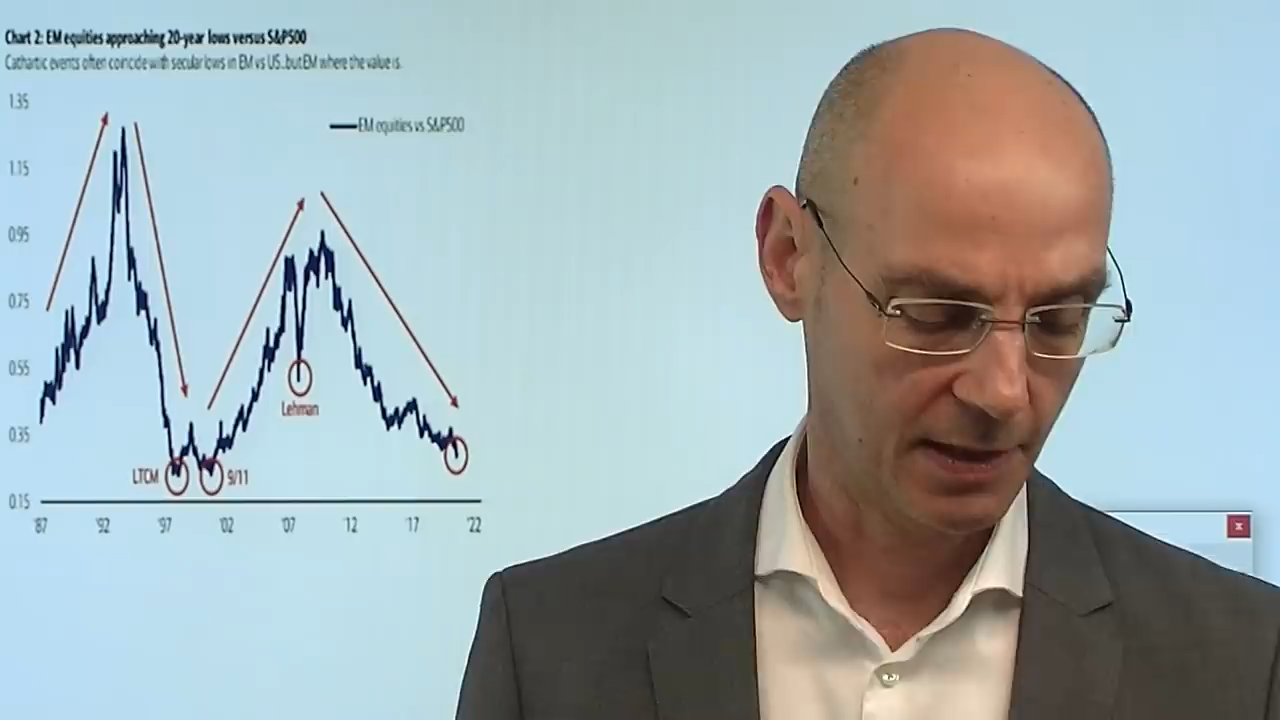 Chart 2: EM equities approaching 20-year lows versus S&P500
Cathartic events often coincide with secular lows in EM vs US..but EM where the value is.
1.35
EM equities vs S&P500
1.15
0.95
0.75
0.55
Lehman
0.35
LTCM
9/11
0.15
'87 '92 '97 '02 '07 '12 '17 '22
x